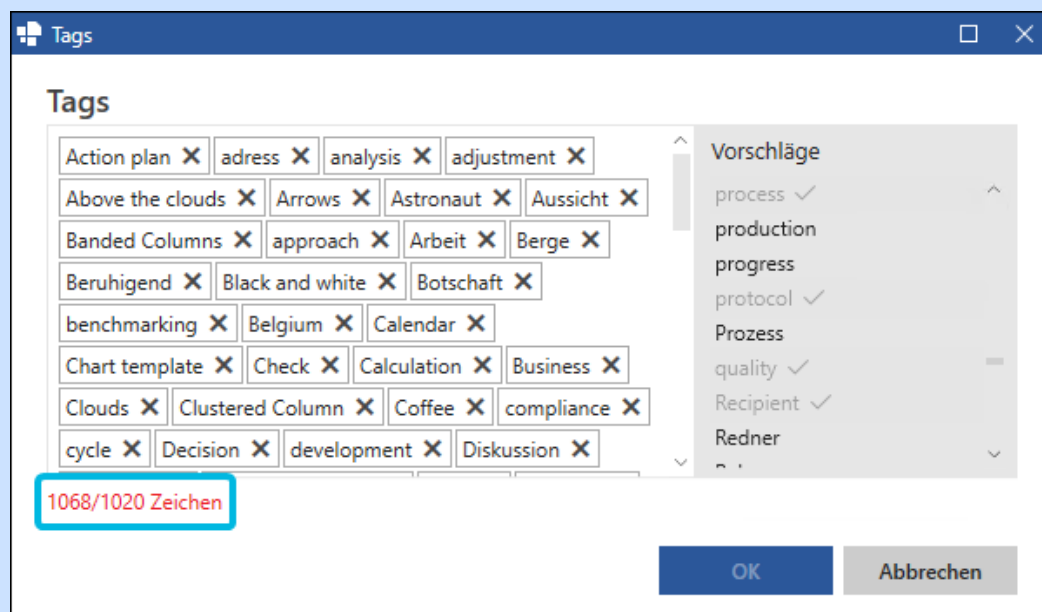 Tags
Tags
Action plan ✕ adress ✕ analysis ✕ adjustment ✕
Above the clouds ✕ Arrows ✕ Astronaut ✕ Aussicht ✕
Banded Columns ✕ approach ✕ Arbeit ✕ Berge ✕
Beruhigend ✕ Black and white ✕ Botschaft ✕
benchmarking ✕ Belgium ✕ Calendar ✕
Chart template ✕ Check ✕ Calculation ✕ Business ✕
Clouds ✕ Clustered Column ✕ Coffee ✕ compliance ✕
cycle ✕ Decision ✕ development ✕ Diskussion ✕
Vorschläge
process ✓
production
progress
protocol ✓
Prozess
quality ✓
Recipient ✓
Redner
1068/1020 Zeichen
OK
Abbrechen